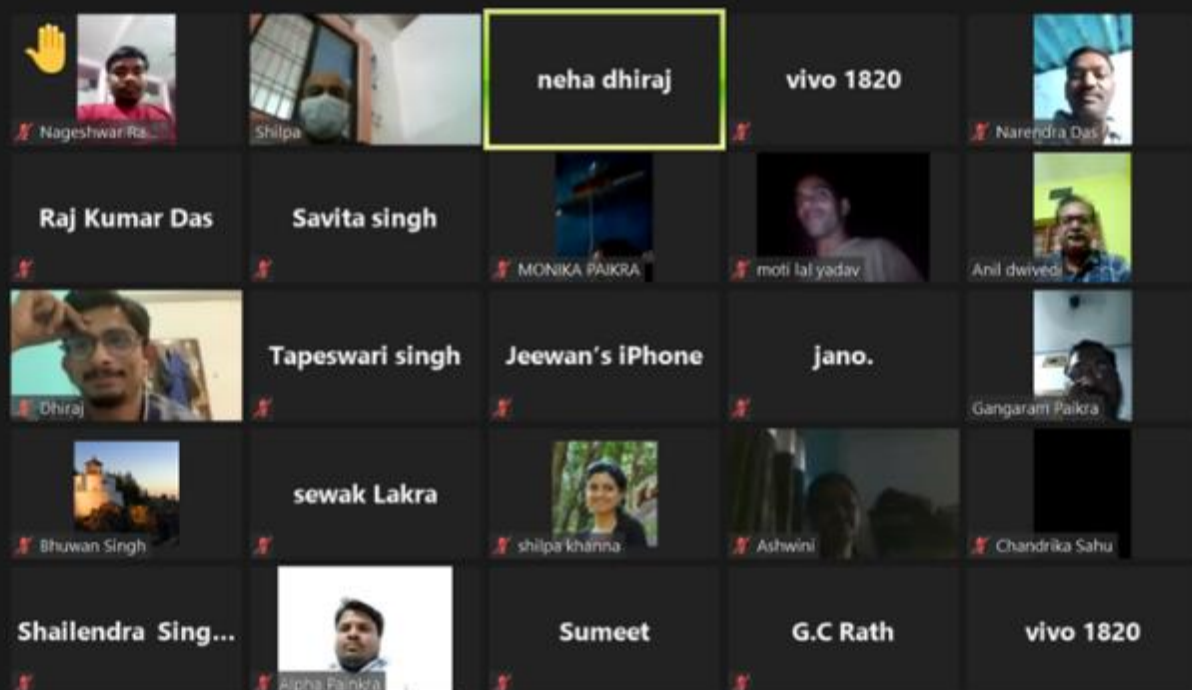 Nageshwar Ra...
Shilpa
neha dhiraj
vivo 1820
Narendra Das
Raj Kumar Das
Savita singh
MONIKA PAIKRA
moti lal yadav
Anil dwivedi
Dhiraj
Tapeswari singh
Jeewan’s iPhone
jano.
Gangaram Paikra
Bhuwan Singh
sewak Lakra
shilpa khanna
Ashwini
Chandrika Sahu
Shailendra Sing...
Alpha Painkra
Sumeet
G.C Rath
vivo 1820